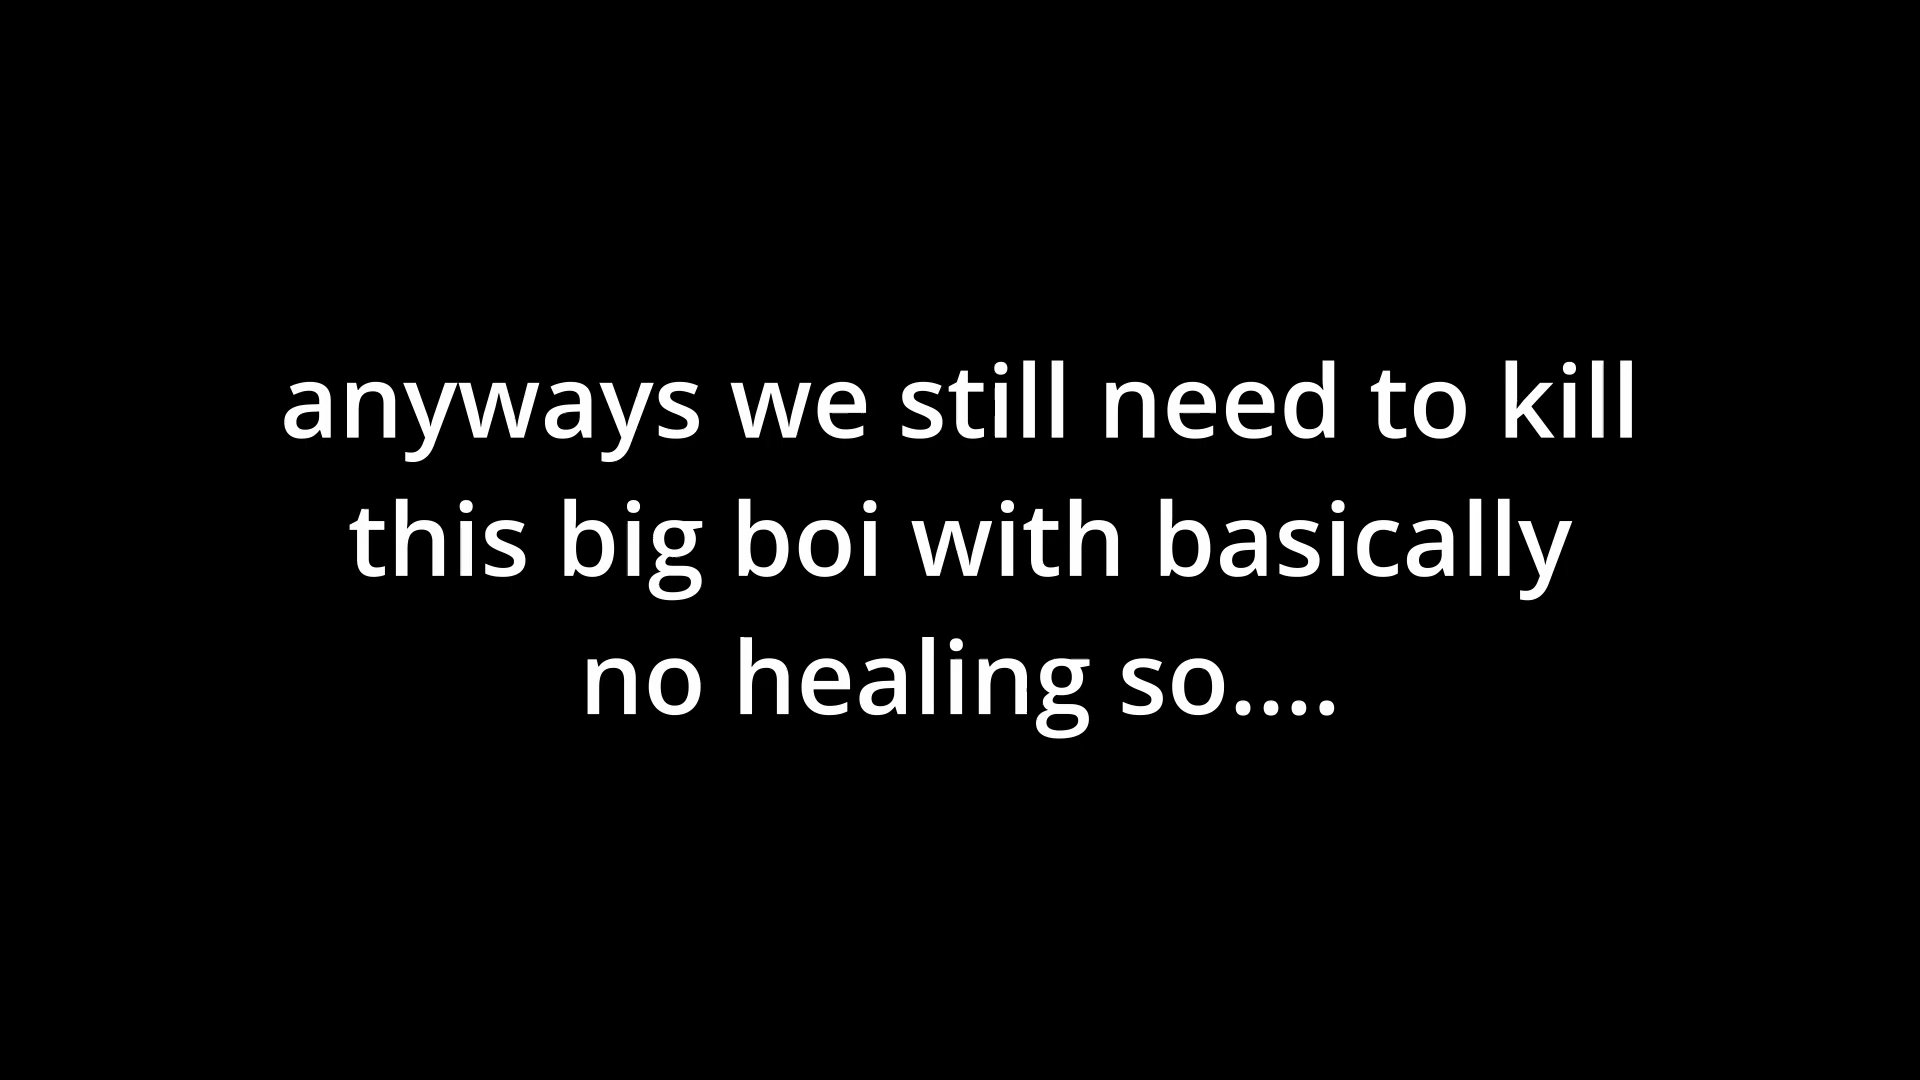 anyways we still need to kill
this big boi with basically
no healing so....